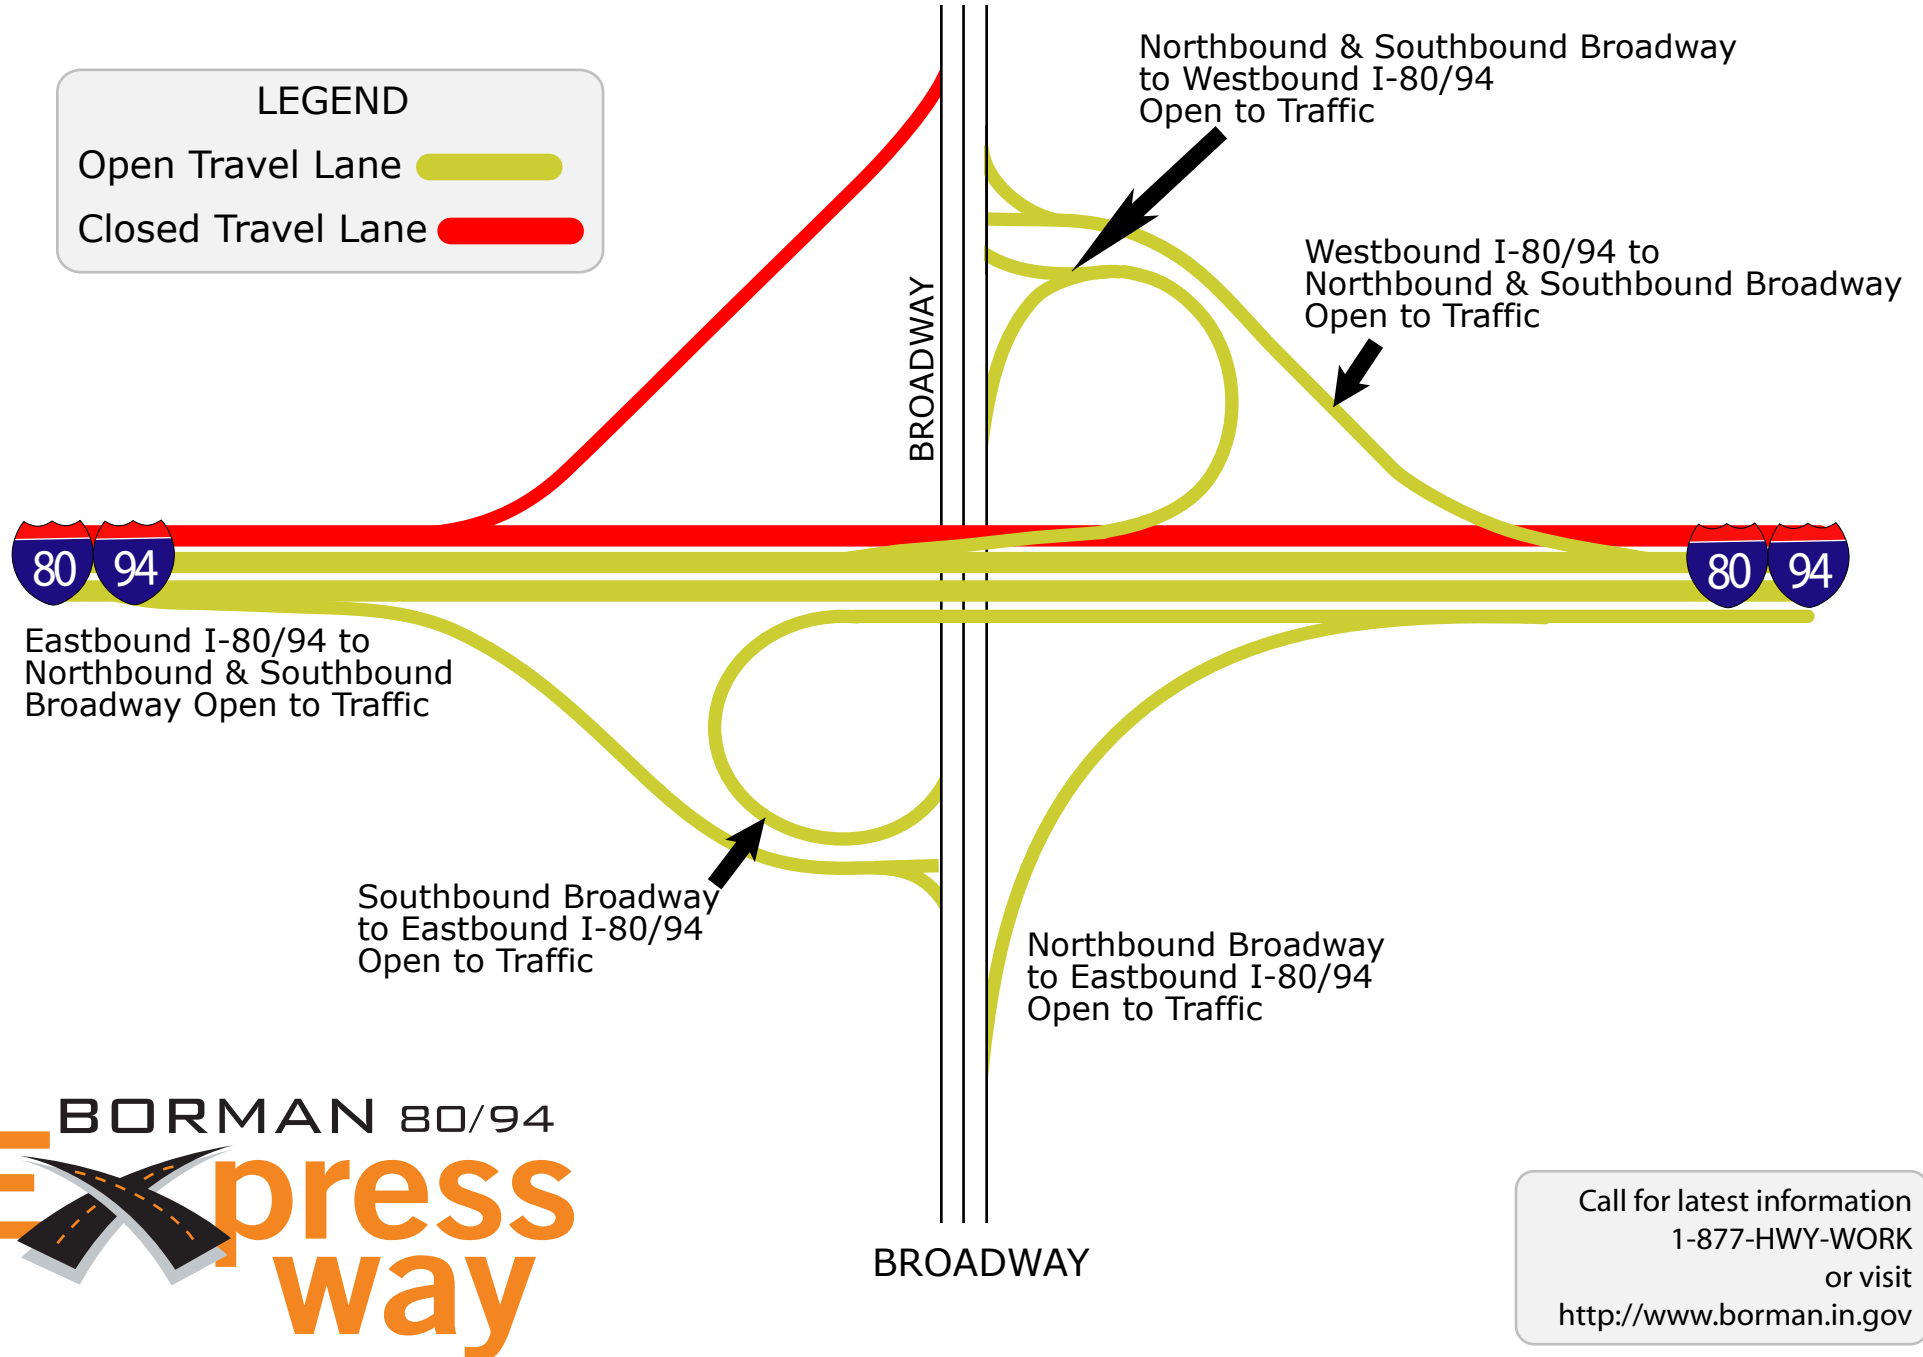 LEGEND
Open Travel Lane
Closed Travel Lane
Northbound & Southbound Broadway
to Westbound I-80/94
Open to Traffic
Westbound I-80/94 to
Northbound & Southbound Broadway
Open to Traffic
BROADWAY
80 94
80 94
Eastbound I-80/94 to
Northbound & Southbound
Broadway Open to Traffic
Southbound Broadway
to Eastbound I-80/94
Open to Traffic
Northbound Broadway
to Eastbound I-80/94
Open to Traffic
BORMAN 80/94
Express
way
BROADWAY
Call for latest information
1-877-HWY-WORK
or visit
http://www.borman.in.gov